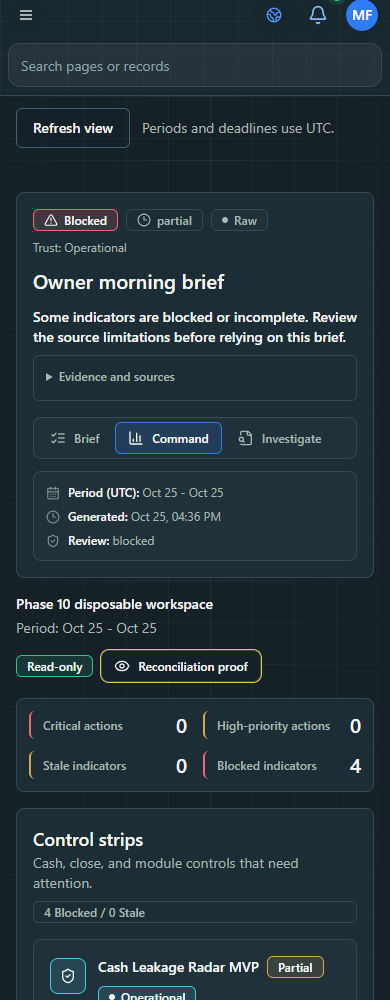 MF
Search pages or records
Refresh view Periods and deadlines use UTC.
Blocked partial Raw
Trust: Operational
Owner morning brief
Some indicators are blocked or incomplete. Review
the source limitations before relying on this brief.
Evidence and sources
Brief Command Investigate
Period (UTC): Oct 25 - Oct 25
Generated: Oct 25, 04:36 PM
Review: blocked
Phase 10 disposable workspace
Period: Oct 25 - Oct 25
Read-only Reconciliation proof
Critical actions 0 High-priority actions 0
Stale indicators 0 Blocked indicators 4
Control strips
Cash, close, and module controls that need
attention.
4 Blocked / 0 Stale
Cash Leakage Radar MVP Partial
Operational